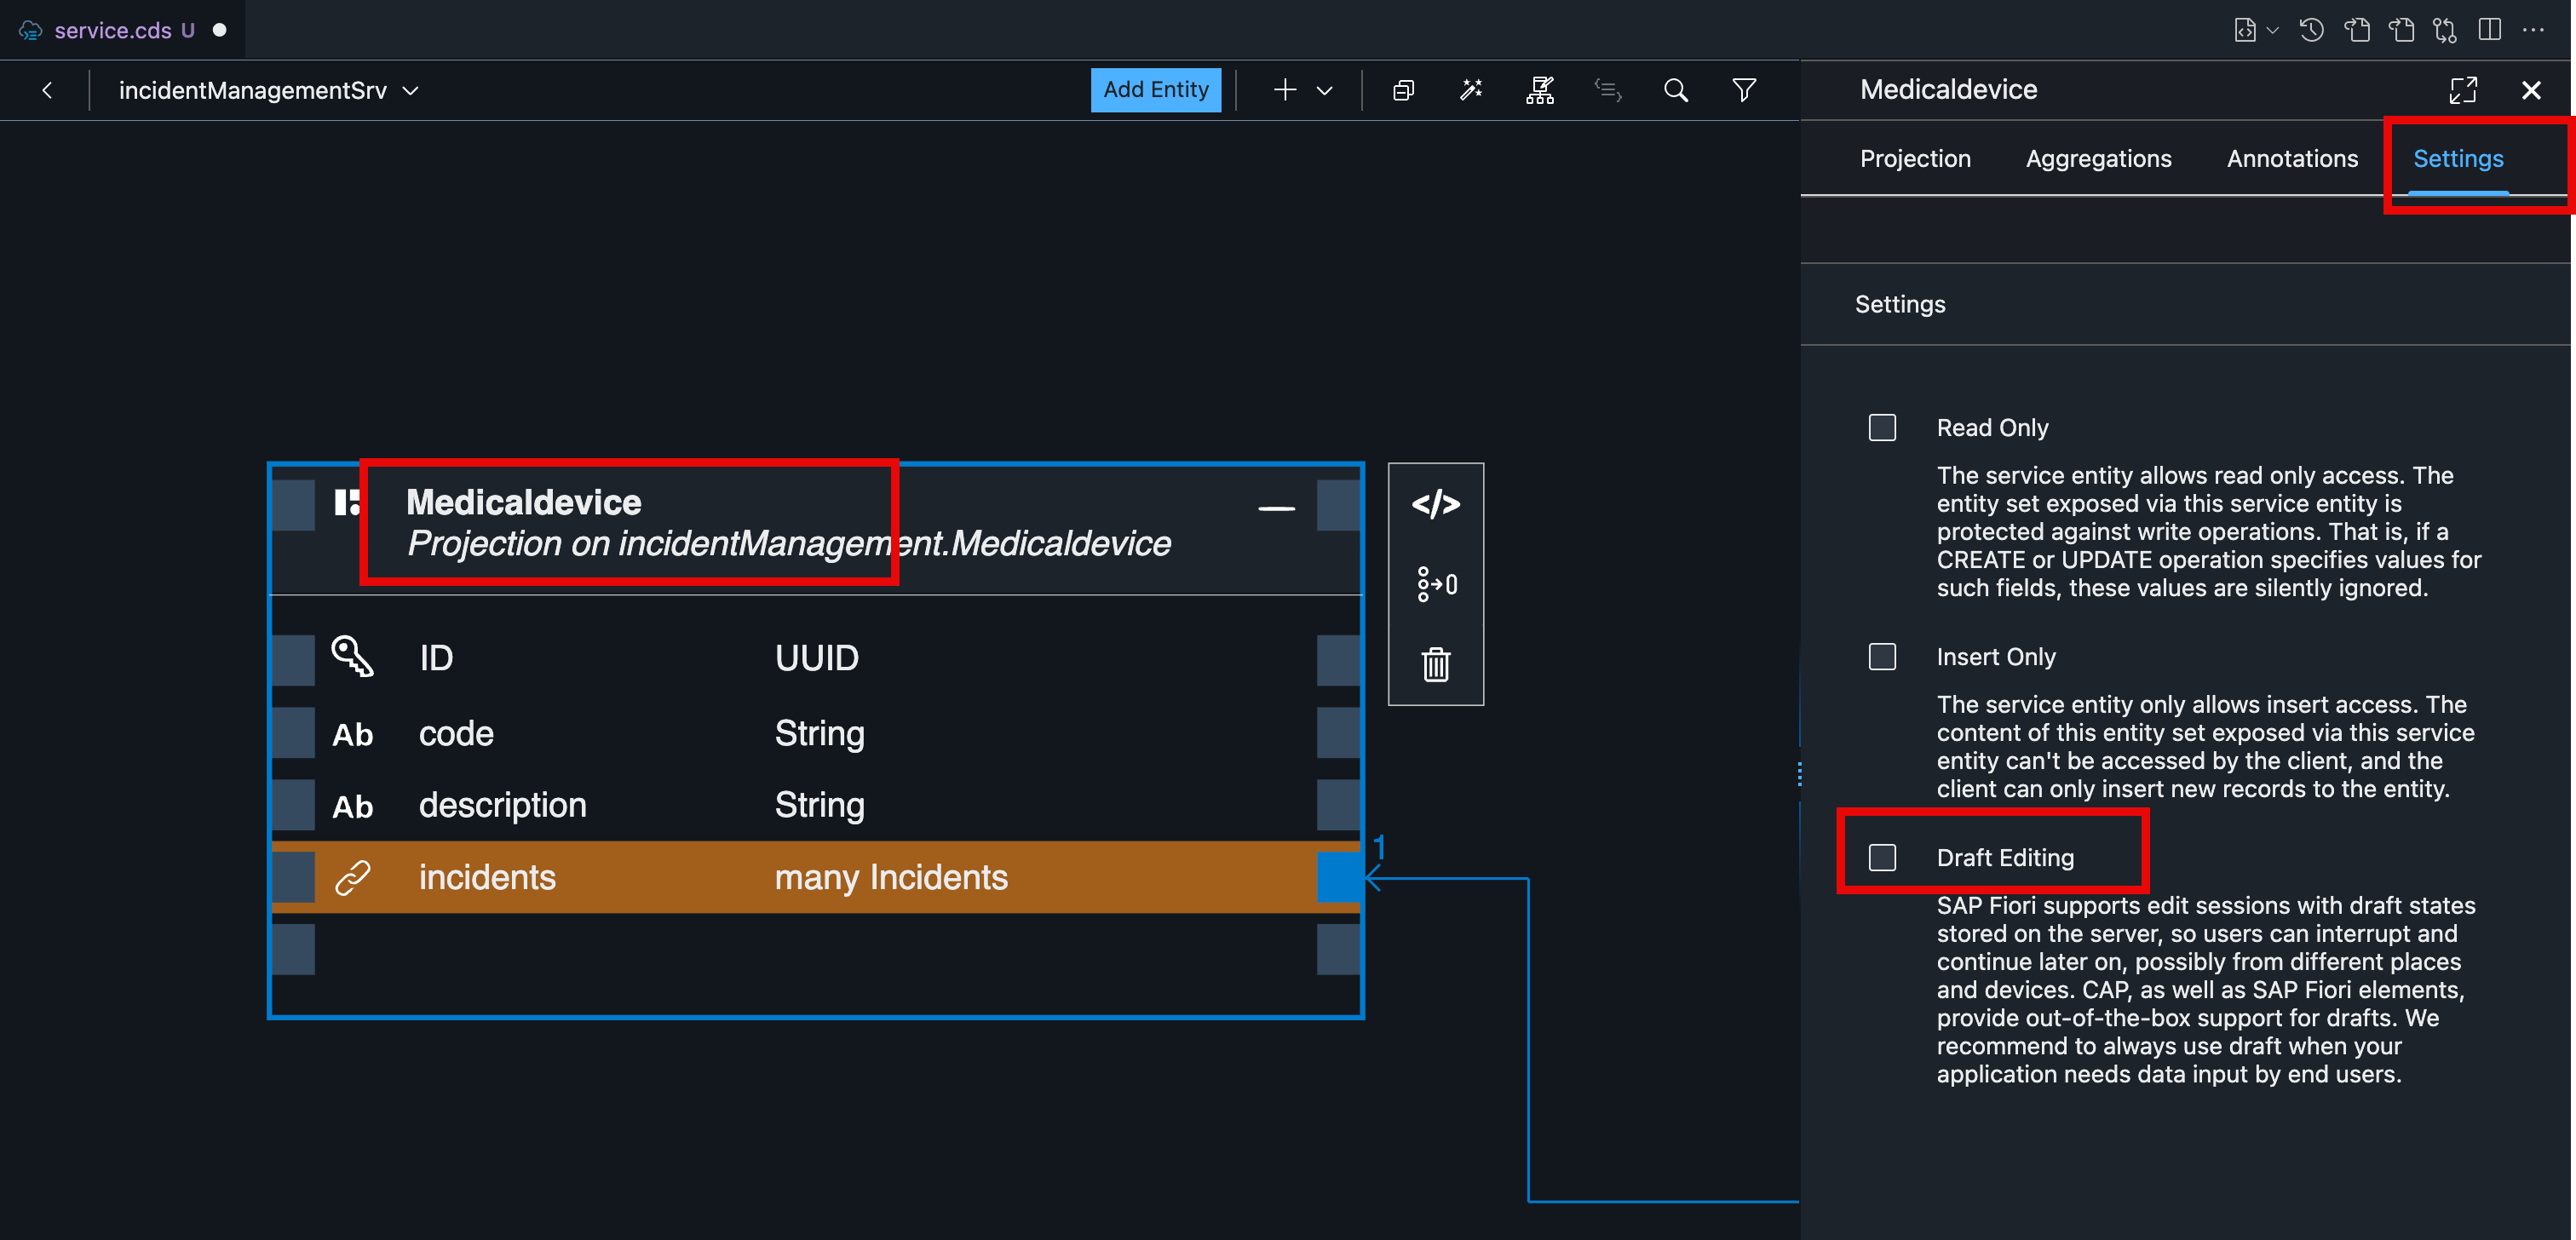 service.cds U
incidentManagementSrv
Add Entity
Medicaldevice
Projection Aggregations Annotations Settings
Settings
Read Only
The service entity allows read only access. The
entity set exposed via this service entity is
protected against write operations. That is, if a
CREATE or UPDATE operation specifies values for
such fields, these values are silently ignored.
Insert Only
The service entity only allows insert access. The
content of this entity set exposed via this service
entity can't be accessed by the client, and the
client can only insert new records to the entity.
Draft Editing
SAP Fiori supports edit sessions with draft states
stored on the server, so users can interrupt and
continue later on, possibly from different places
and devices. CAP, as well as SAP Fiori elements,
provide out-of-the-box support for drafts. We
recommend to always use draft when your
application needs data input by end users.
Medicaldevice
Projection on incidentManagement.Medicaldevice
ID UUID
Ab code String
Ab description String
incidents many Incidents
1